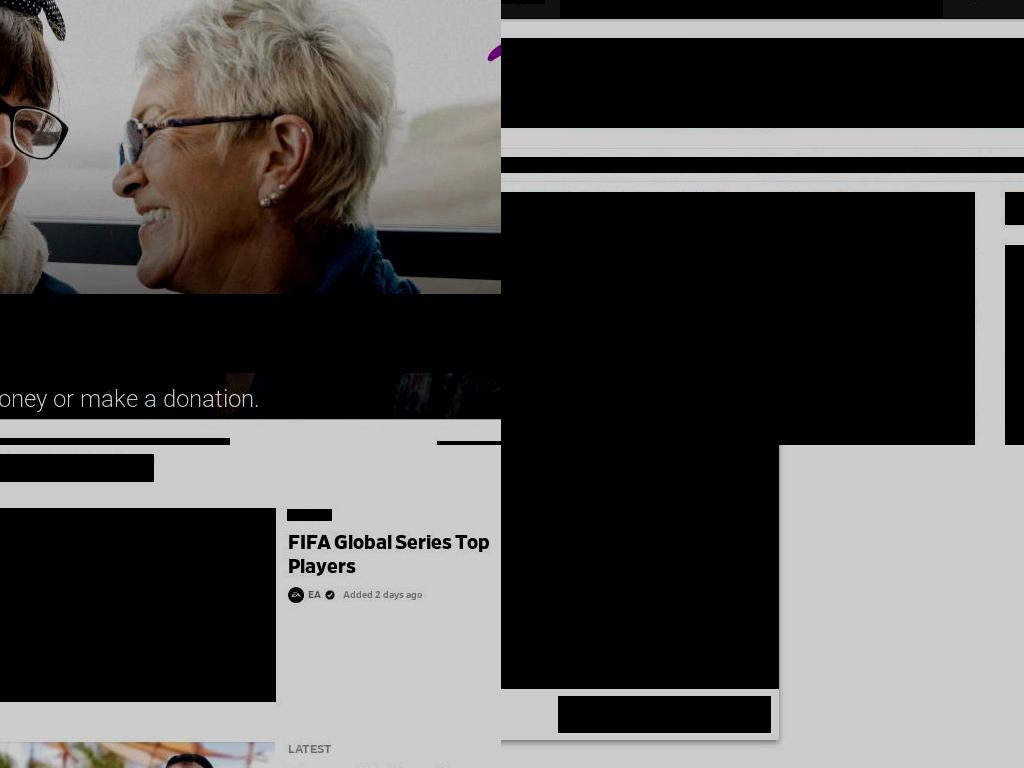 oney or make a donation.
FIFA Global Series Top
Players
EA Added 2 days ago
LATEST